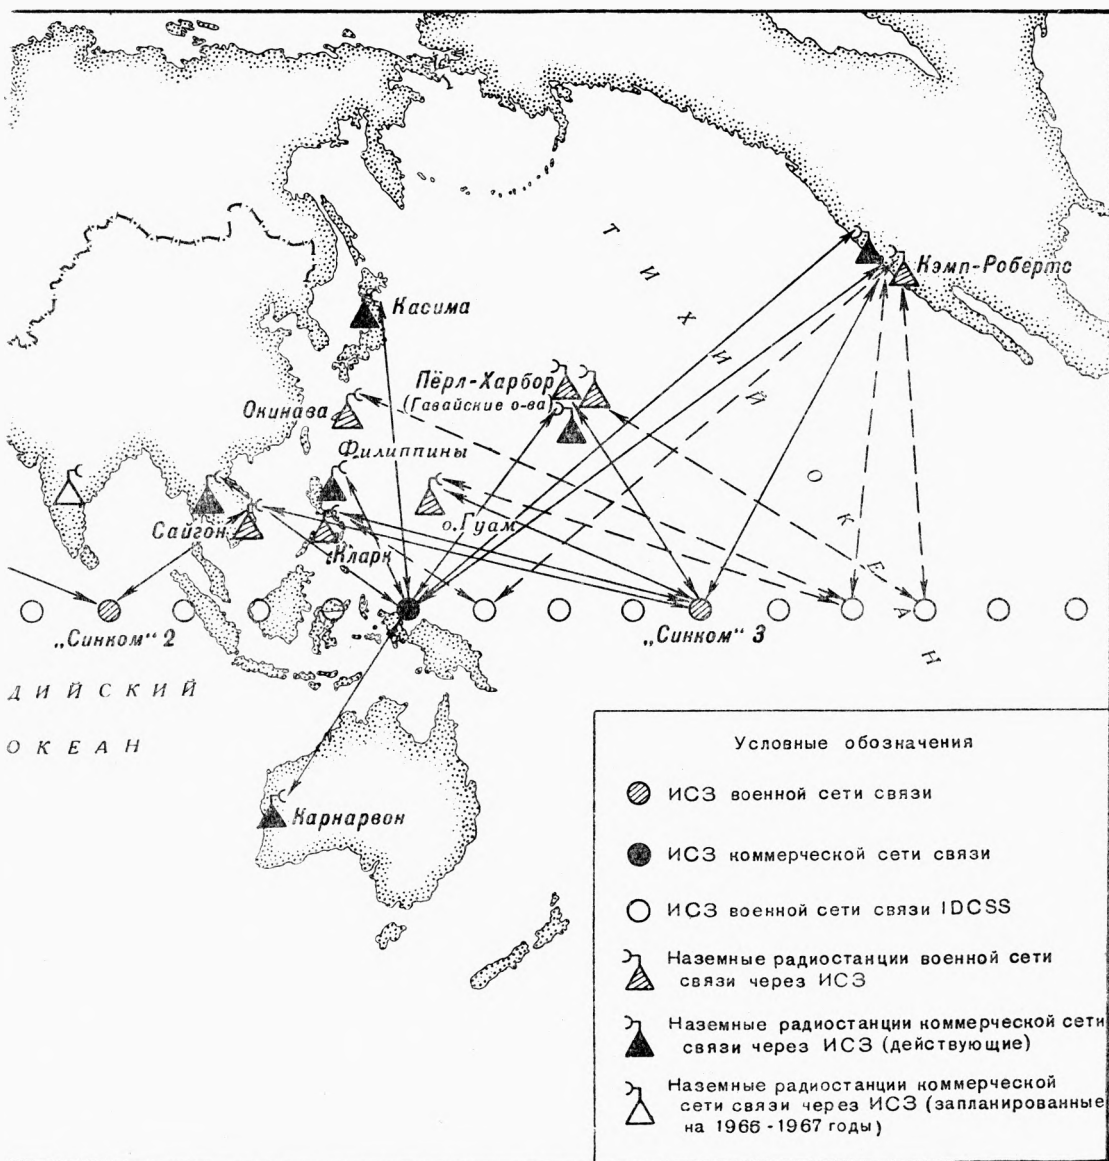 ТИХИЙ ОКЕАН
Кэмп-Робертс
Касима
Пёрл-Харбор
(Гавайские о-ва)
Окинава
Филиппины
о. Гуам
Сайгон
Кларк
„Синком“ 2
„Синком“ 3
ДИЙСКИЙ
ОКЕАН
Карнарвон
Условные обозначения
ИСЗ военной сети связи
ИСЗ коммерческой сети связи
ИСЗ военной сети связи IDCSS
Наземные радиостанции военной сети
связи через ИСЗ
Наземные радиостанции коммерческой сети
связи через ИСЗ (действующие)
Наземные радиостанции коммерческой
сети связи через ИСЗ (запланированные
на 1966-1967 годы)